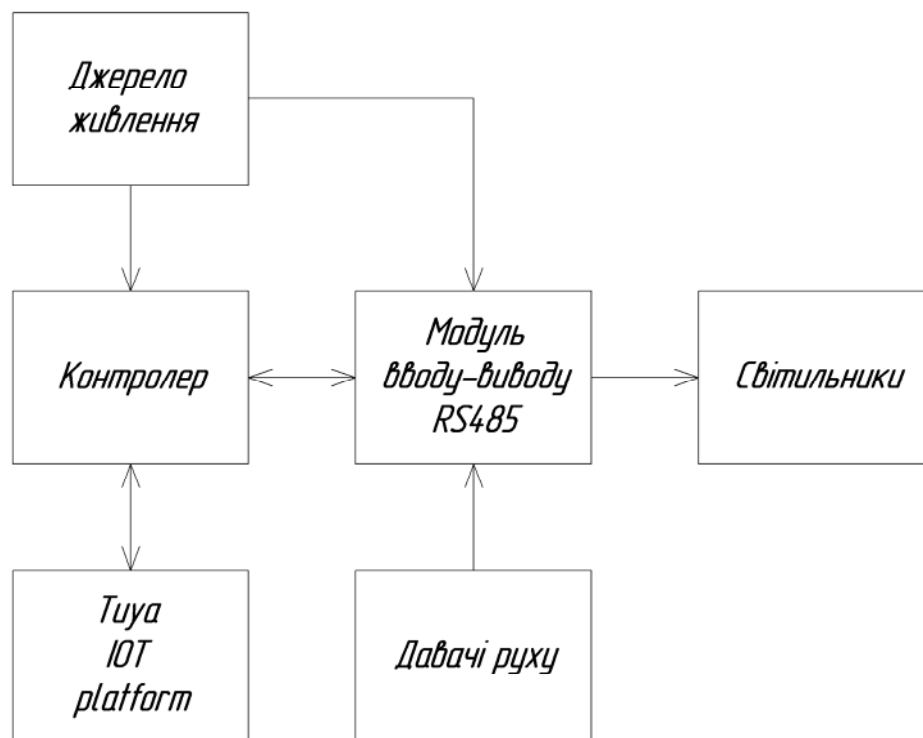 Джерело
живлення
Контролер
Модуль
вводу-виводу
RS485
Світильники
Tuya
IOT
platform
Давачі руху